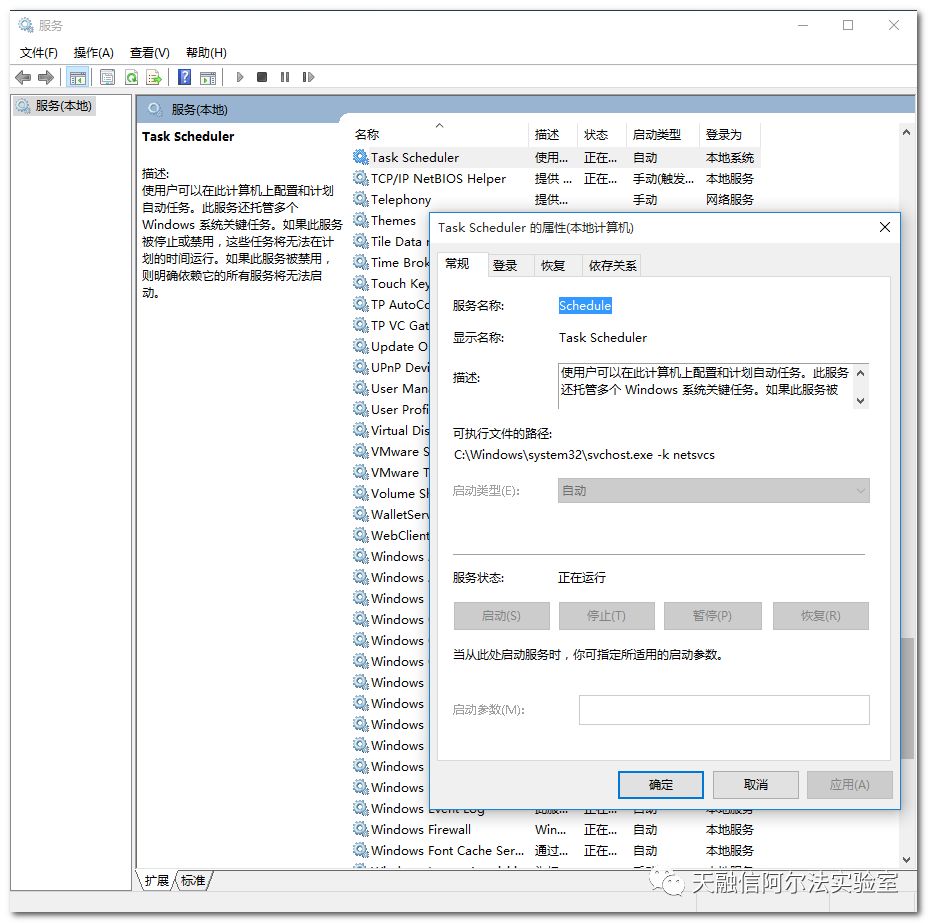 服务
文件(F) 操作(A) 查看(V) 帮助(H)
服务(本地)
服务(本地)
Task Scheduler
描述:
使用户可以在此计算机上配置和计划
自动任务。此服务还托管多个
Windows 系统关键任务。如果此服务
被停止或禁用，这些任务将无法在计
划的时间运行。如果此服务被禁用，
则明确依赖它的所有服务将无法启
动。
名称 描述 状态 启动类型 登录为
Task Scheduler 使用... 正在... 自动 本地系统
TCP/IP NetBIOS Helper 提供 ... 正在... 手动(触发... 本地服务
Telephony 提供... 手动 网络服务
Themes
Tile Data
Time Brok
Touch Key
TP AutoCo
TP VC Gat
Update O
UPnP Devi
User Man
User Profi
Virtual Dis
VMware S
VMware T
Volume Sh
WalletServ
WebClient
Windows
Windows
Windows
Windows
Windows
Windows
Windows
Windows
Windows
Windows
Windows
Windows
Windows Event Log 此服... 正在... 自动 本地服务
Windows Firewall Win... 正在... 自动 本地服务
Windows Font Cache Ser... 通过... 正在... 自动 本地服务
扩展 标准
Task Scheduler 的属性(本地计算机)
常规 登录 恢复 依存关系
服务名称: Schedule
显示名称: Task Scheduler
描述: 使用户可以在此计算机上配置和计划自动任务。此服务
还托管多个 Windows 系统关键任务。如果此服务被
可执行文件的路径:
C:\Windows\system32\svchost.exe -k netsvcs
启动类型(E): 自动
服务状态: 正在运行
启动(S) 停止(T) 暂停(P) 恢复(R)
当从此处启动服务时，你可指定所适用的启动参数。
启动参数(M):
确定 取消 应用(A)
天融信阿尔法实验室